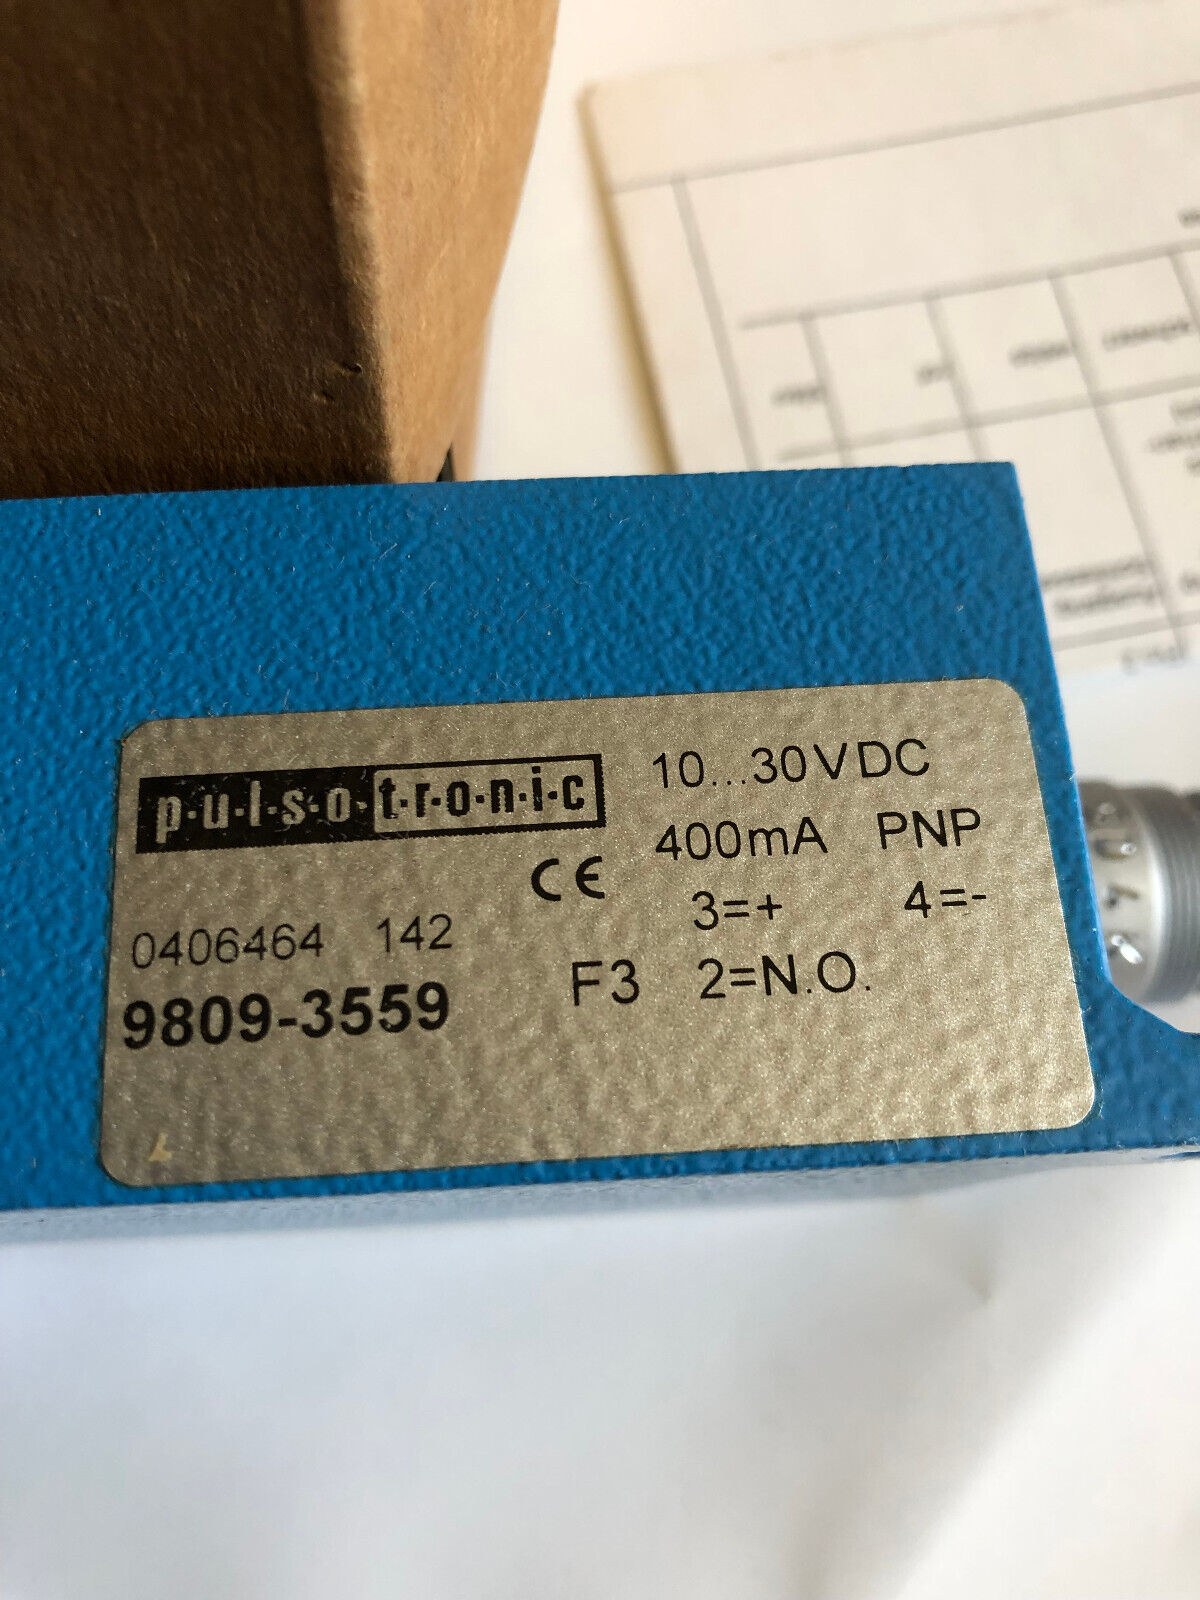 p·u·l·s·o·t·r·o·n·i·c
10...30VDC
400mA PNP
CE
3=+ 4=-
0406464 142
F3 2=N.O.
9809-3559